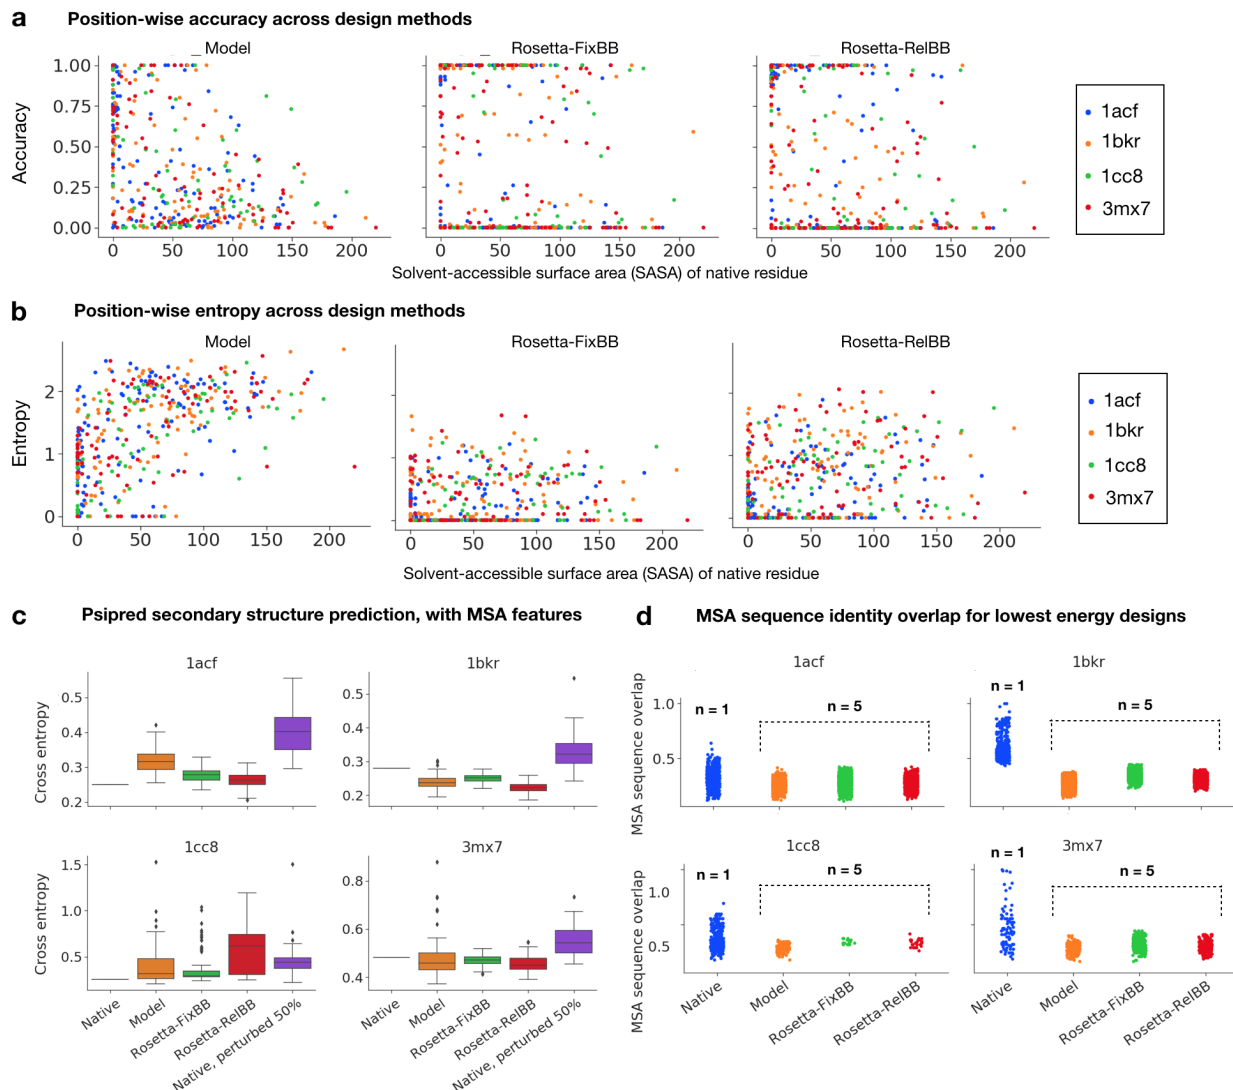 a Position-wise accuracy across design methods
Model Rosetta-FixBB Rosetta-RelBB
Accuracy
1.00
0.75
0.50
0.25
0.00
0 50 100 150 200 0 50 100 150 200 0 50 100 150 200
Solvent-accessible surface area (SASA) of native residue
1acf
1bkr
1cc8
3mx7
b Position-wise entropy across design methods
Model Rosetta-FixBB Rosetta-RelBB
Entropy
2
1
0
0 50 100 150 200 0 50 100 150 200 0 50 100 150 200
Solvent-accessible surface area (SASA) of native residue
1acf
1bkr
1cc8
3mx7
c Psipred secondary structure prediction, with MSA features
1acf 1bkr
Cross entropy
0.5
0.4
0.3
0.2
0.5
0.4
0.3
0.2
1cc8 3mx7
Cross entropy
1.5
1.0
0.5
0.8
0.6
0.4
Native Model Rosetta-FixBB Rosetta-RelBB Native, perturbed 50%
Native Model Rosetta-FixBB Rosetta-RelBB Native, perturbed 50%
d MSA sequence identity overlap for lowest energy designs
1acf 1bkr
MSA sequence overlap
1.0
0.5
n = 1 n = 5
n = 1 n = 5
1cc8 3mx7
MSA sequence overlap
1.0
0.5
n = 1 n = 5
n = 1 n = 5
Native Model Rosetta-FixBB Rosetta-RelBB
Native Model Rosetta-FixBB Rosetta-RelBB